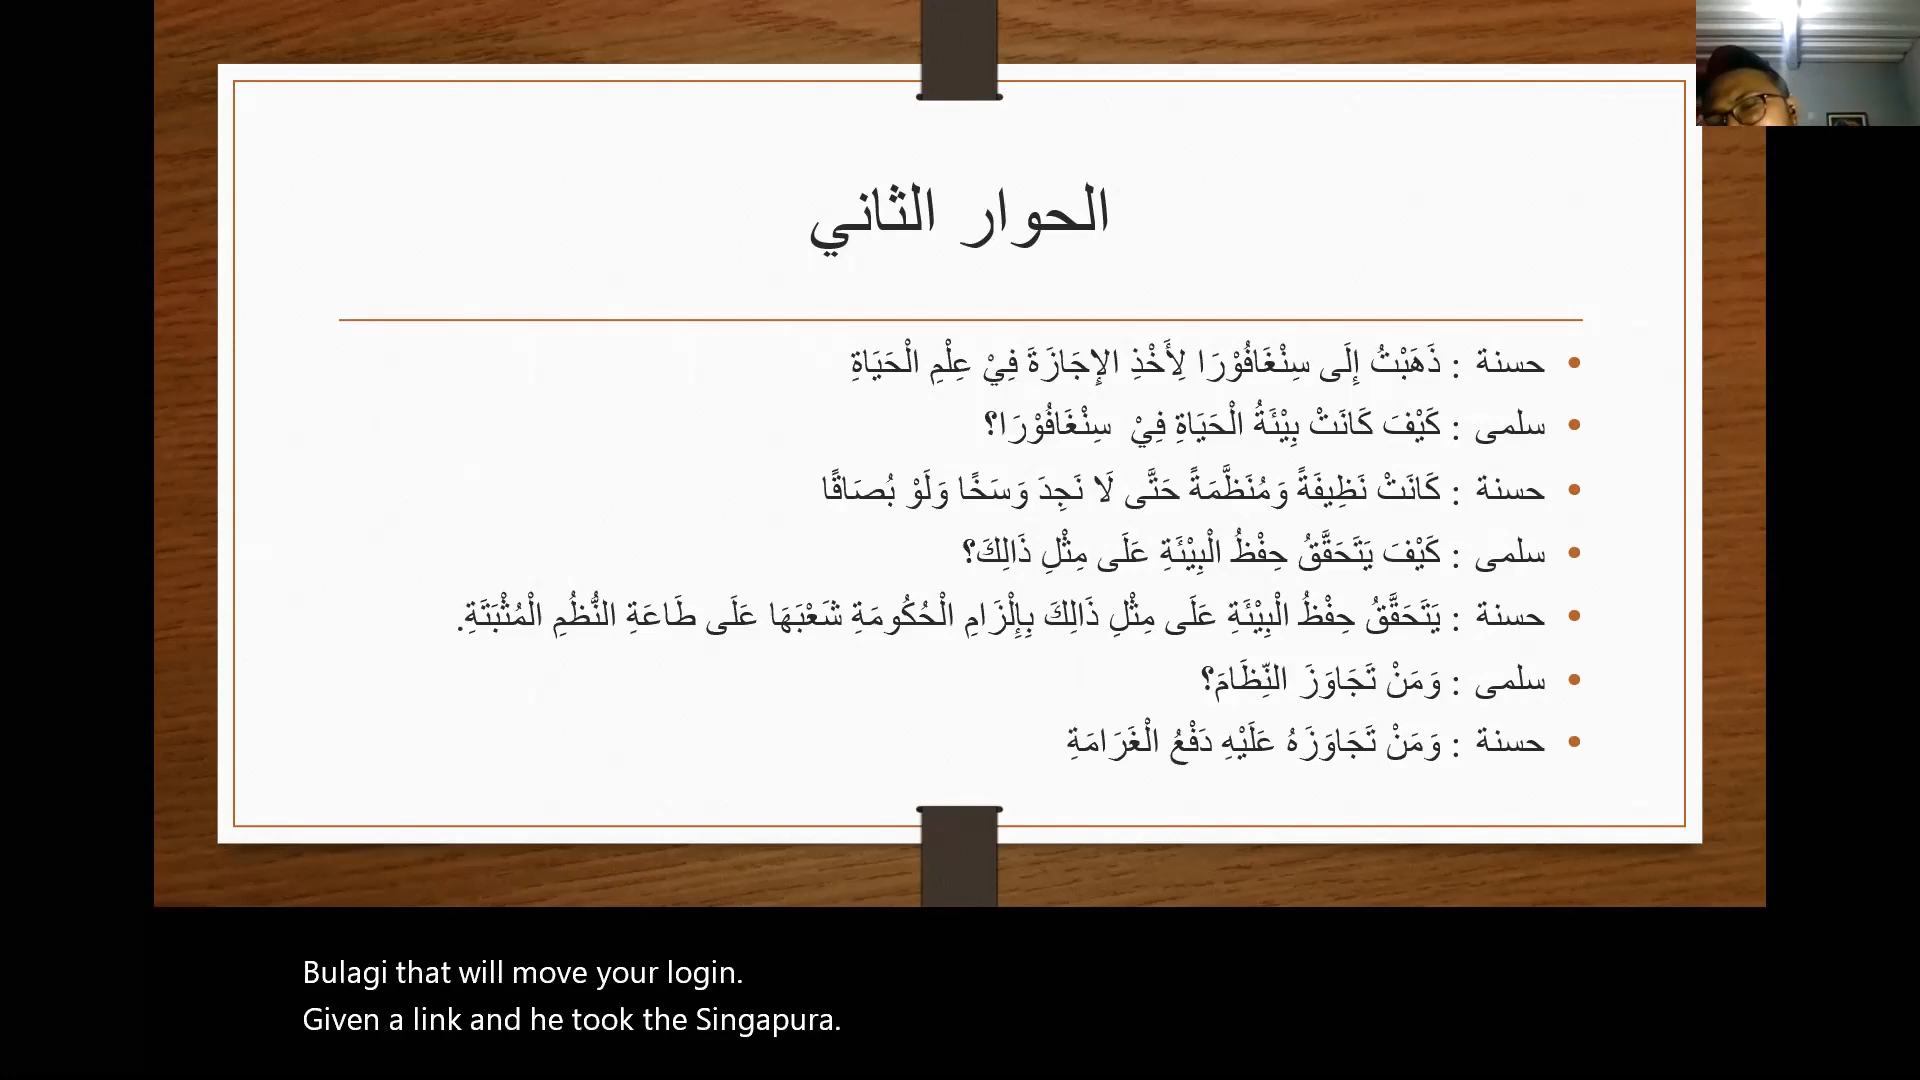 الحوار الثاني
• حسنة : ذَهَبْتُ إِلَى سِنْغَافُوْرَا لِأَخْذِ الإِجَازَةَ فِيْ عِلْمِ الْحَيَاةِ
• سلمى : كَيْفَ كَانَتْ بِيْئَةُ الْحَيَاةِ فِيْ سِنْغَافُوْرَا؟
• حسنة : كَانَتْ نَظِيفَةً وَمُنَظَّمَةً حَتَّى لَا نَجِدَ وَسَخًا وَلَوْ بُصَاقًا
• سلمى : كَيْفَ يَتَحَقَّقُ حِفْظُ الْبِيْئَةِ عَلَى مِثْلِ ذَالِكَ؟
• حسنة : يَتَحَقَّقُ حِفْظُ الْبِيْئَةِ عَلَى مِثْلِ ذَالِكَ بِإِلْزَامِ الْحُكُومَةِ شَعْبَهَا عَلَى طَاعَةِ النُّظُمِ الْمُثْبَتَةِ.
• سلمى : وَمَنْ تَجَاوَزَ النِّظَامَ؟
• حسنة : وَمَنْ تَجَاوَزَهُ عَلَيْهِ دَفْعُ الْغَرَامَةِ
Bulagi that will move your login.
Given a link and he took the Singapura.